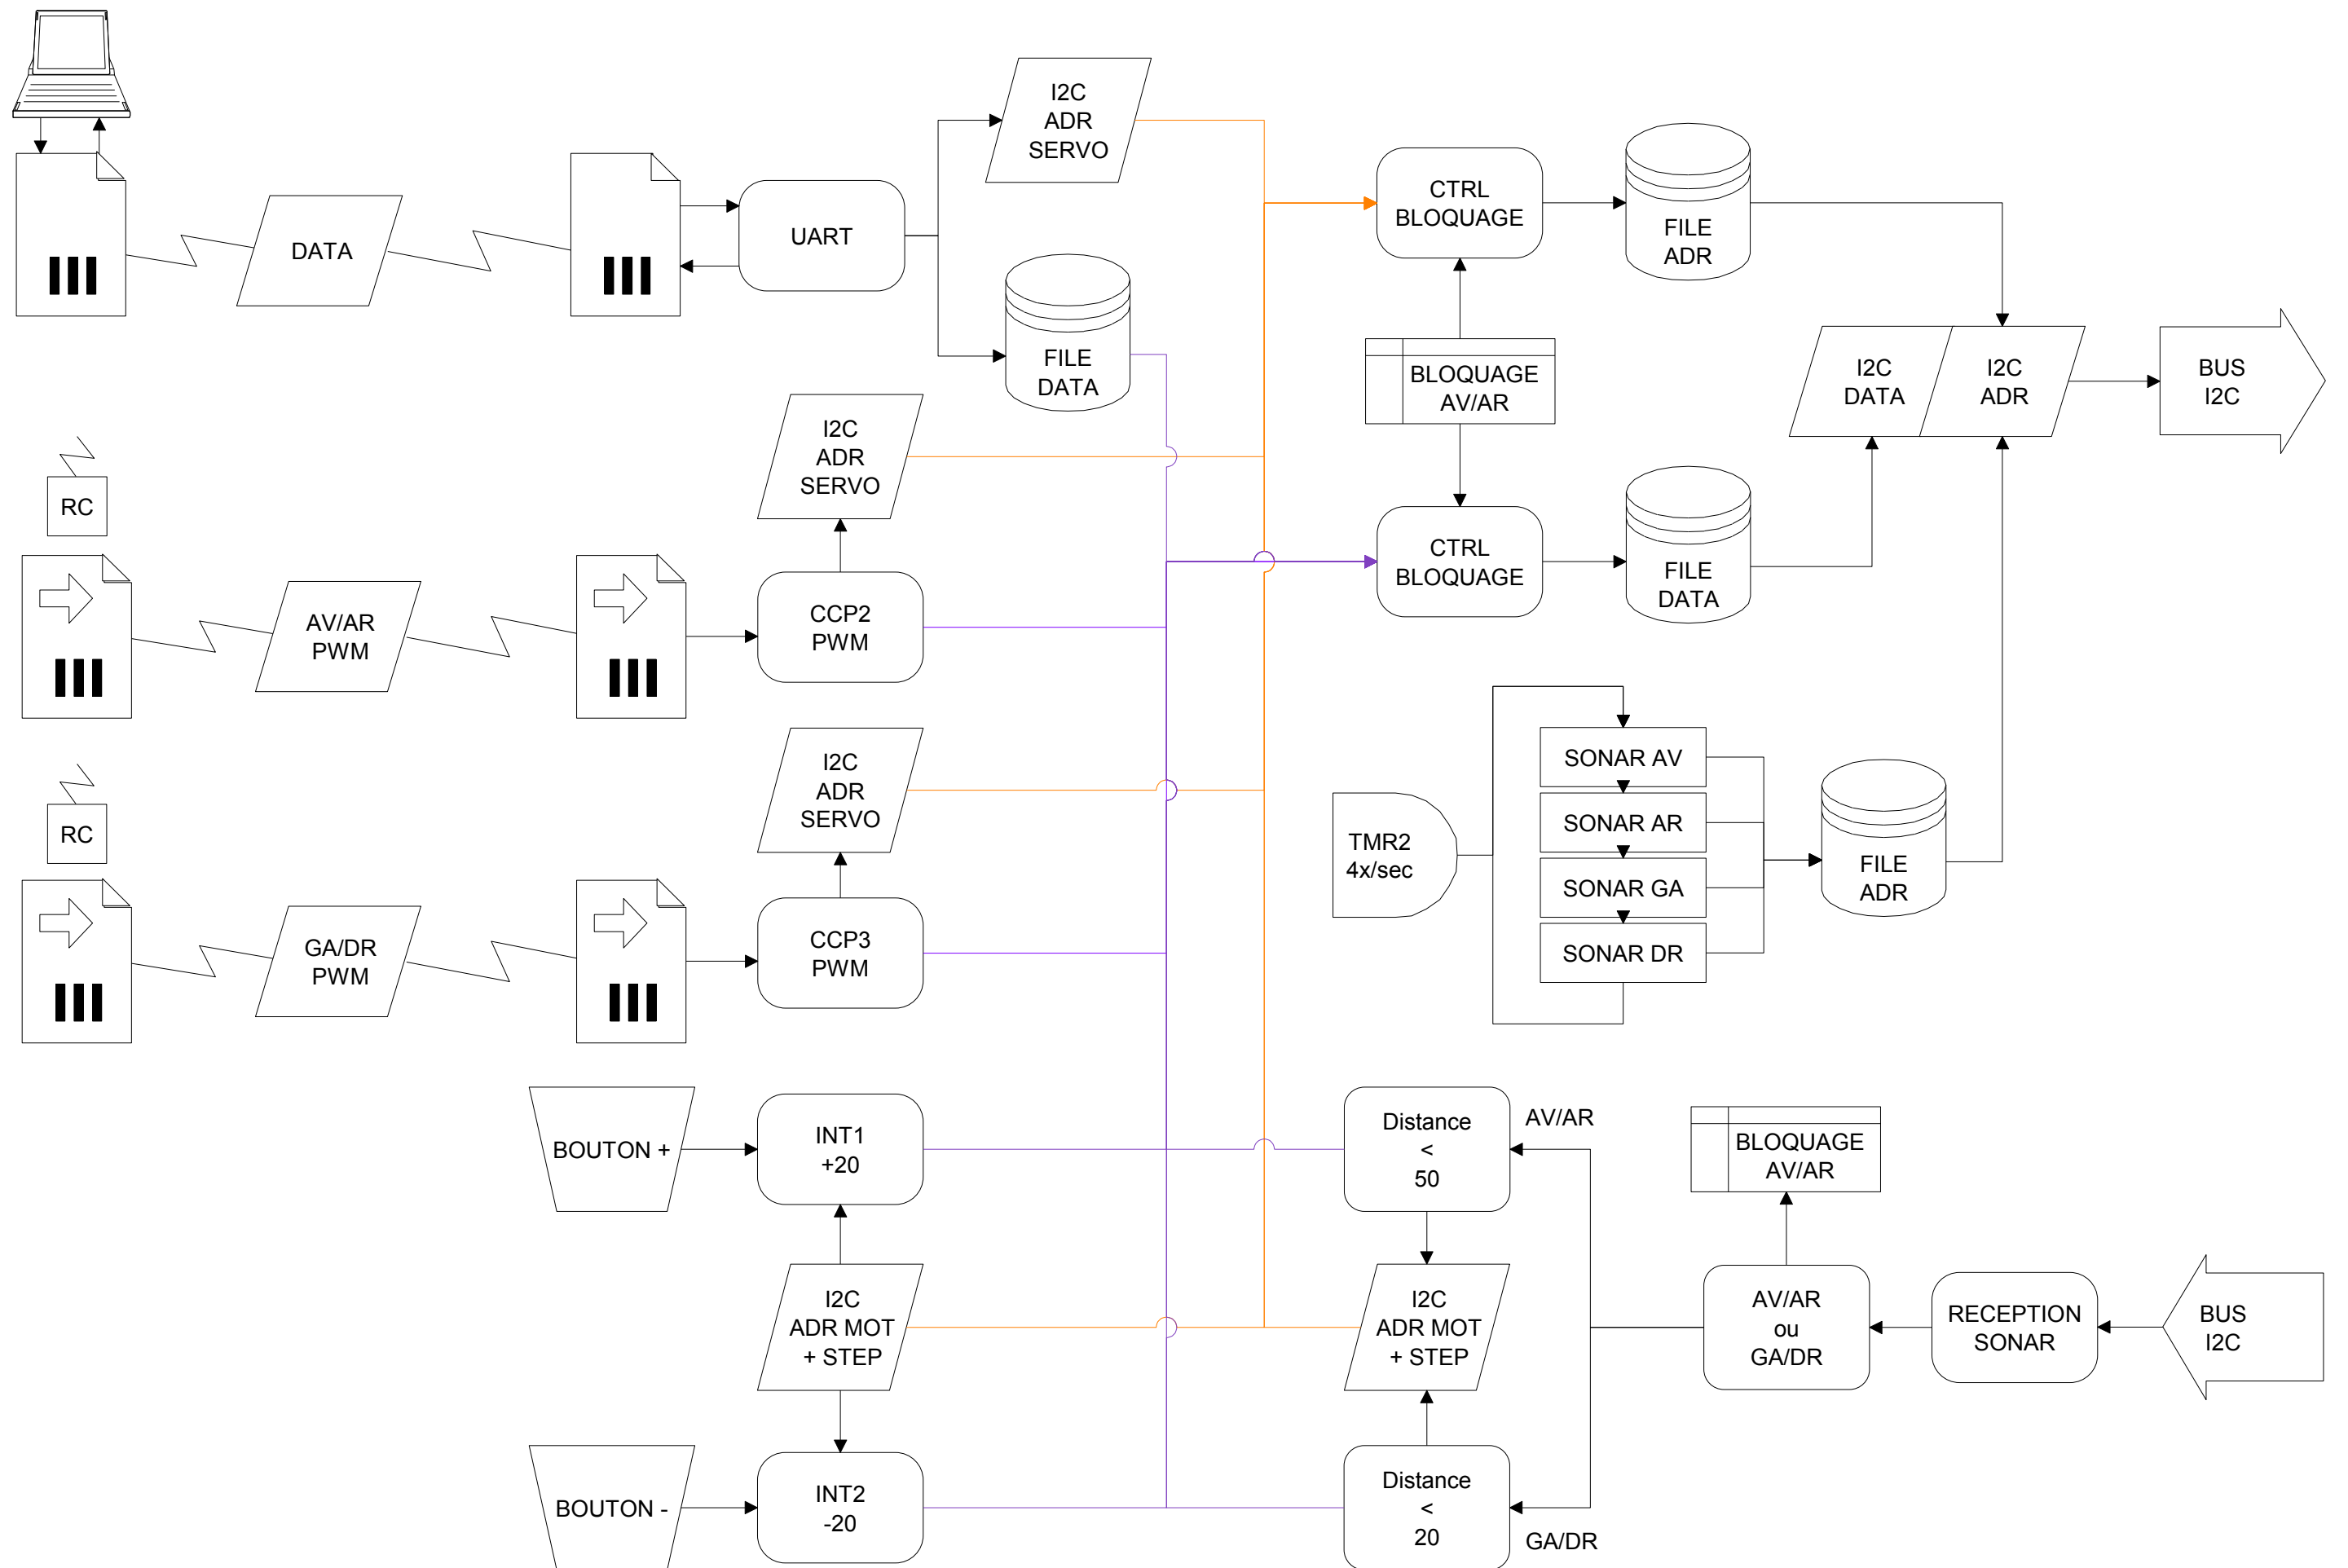 I2C
ADR
SERVO
DATA
UART
FILE
DATA
CTRL
BLOQUAGE
FILE
ADR
BLOQUAGE
AV/AR
I2C
DATA
I2C
ADR
BUS
I2C
RC
I2C
ADR
SERVO
AV/AR
PWM
CCP2
PWM
CTRL
BLOQUAGE
FILE
DATA
RC
I2C
ADR
SERVO
GA/DR
PWM
CCP3
PWM
TMR2
4x/sec
SONAR AV
SONAR AR
SONAR GA
SONAR DR
FILE
ADR
BOUTON +
INT1
+20
Distance
<
50
AV/AR
BLOQUAGE
AV/AR
I2C
ADR MOT
+ STEP
I2C
ADR MOT
+ STEP
AV/AR
ou
GA/DR
RECEPTION
SONAR
BUS
I2C
BOUTON -
INT2
-20
Distance
<
20
GA/DR